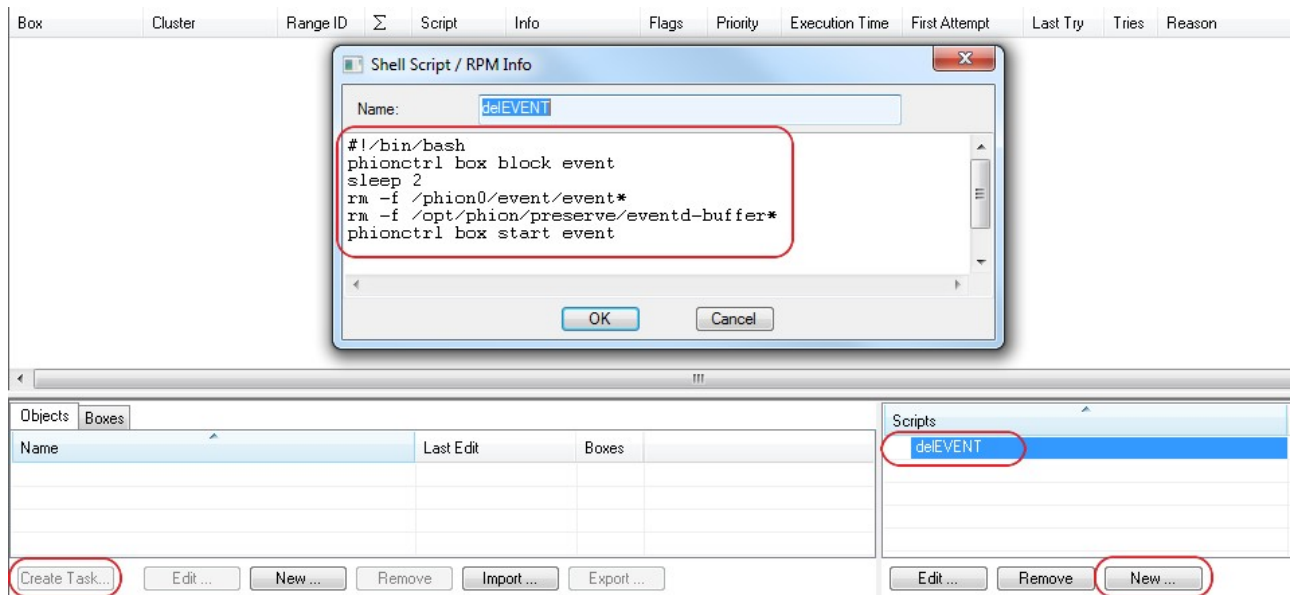 Box Cluster Range ID Σ Script Info Flags Priority Execution Time First Attempt Last Try Tries Reason
Shell Script / RPM Info
Name: delEVENT
#!/bin/bash
phionctrl box block event
sleep 2
rm -f /phion0/event/event*
rm -f /opt/phion/preserve/eventd-buffer*
phionctrl box start event
OK Cancel
Objects Boxes
Name Last Edit Boxes
Create Task... Edit ... New ... Remove Import ... Export ...
Scripts
delEVENT
Edit ... Remove New ...